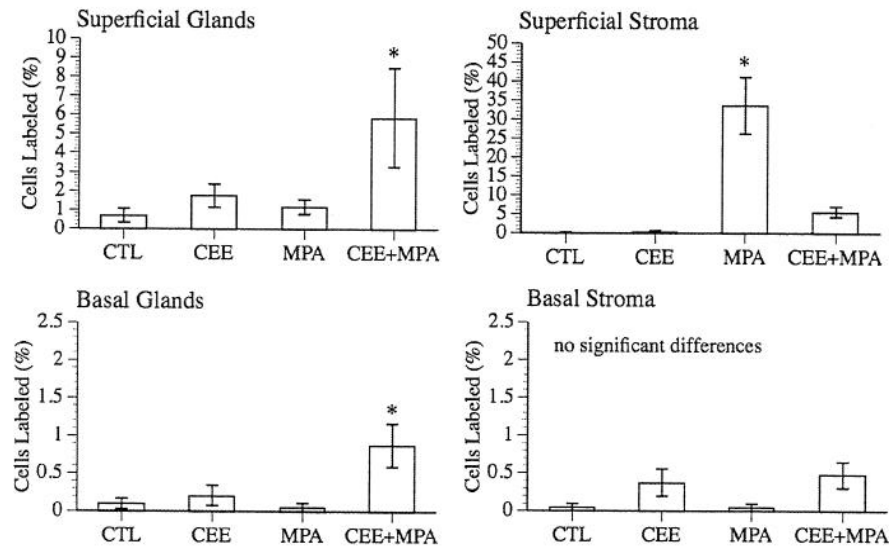 Superficial Glands
Cells Labeled (%)
10
9
8
7
6
5
4
3
2
1
0
*
CTL CEE MPA CEE+MPA
Superficial Stroma
Cells Labeled (%)
50
45
40
35
30
25
20
15
10
5
0
*
CTL CEE MPA CEE+MPA
Basal Glands
Cells Labeled (%)
2.5
2
1.5
1
0.5
0
*
CTL CEE MPA CEE+MPA
Basal Stroma
no significant differences
Cells Labeled (%)
2.5
2
1.5
1
0.5
0
CTL CEE MPA CEE+MPA